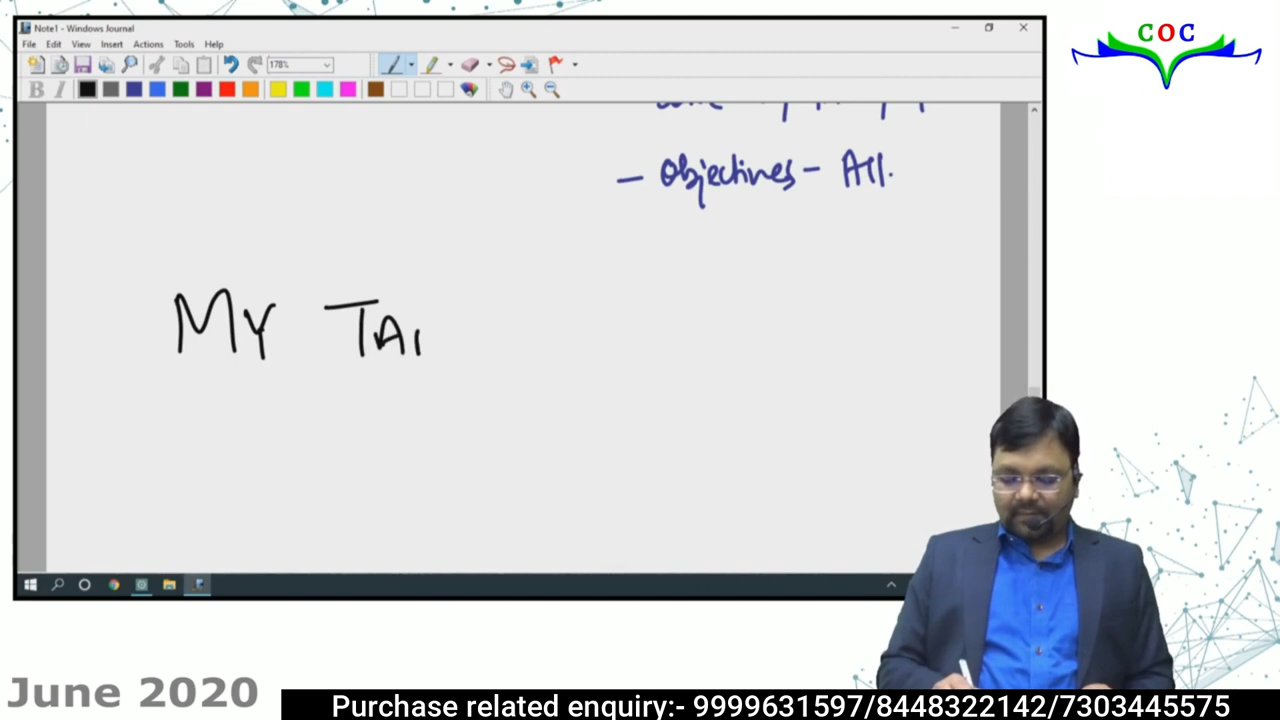 Note1 - Windows Journal
COC
File Edit View Insert Actions Tools Help
178%
B I
- Objectives - All.
MY TAI
June 2020
Purchase related enquiry:- 9999631597/8448322142/7303445575